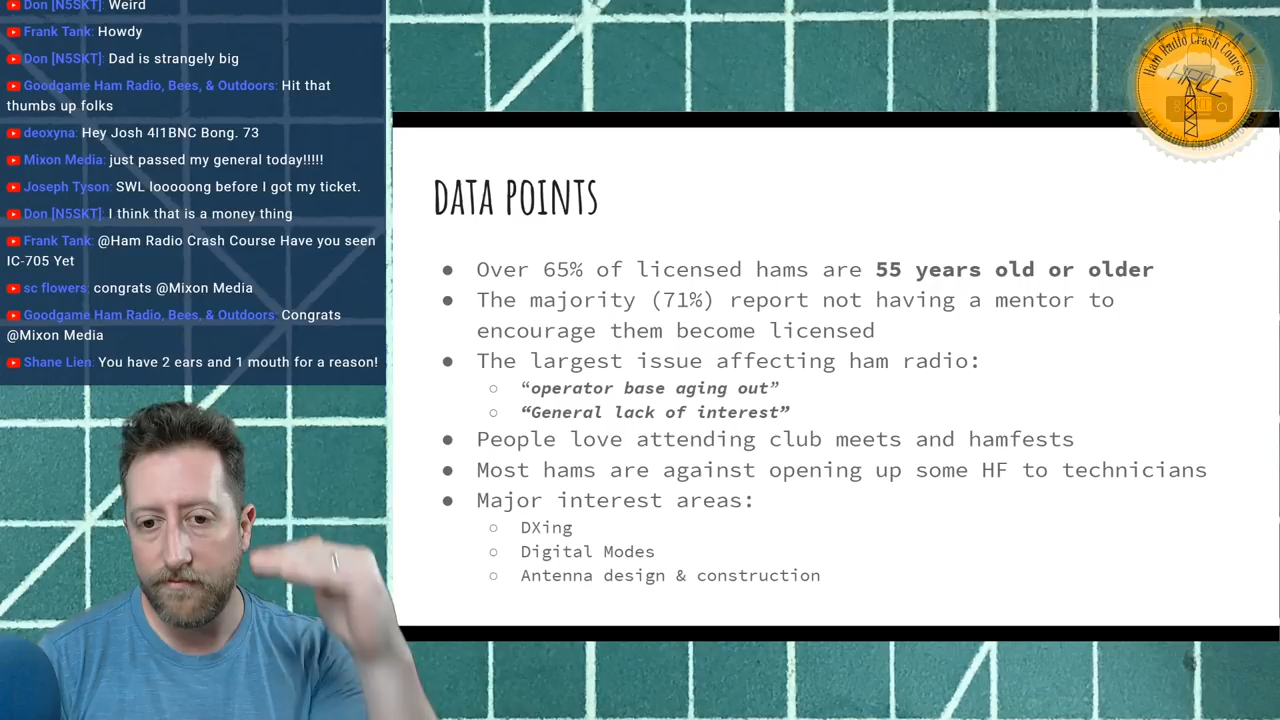 Don [N5SKT]: Weird
Frank Tank: Howdy
Don [N5SKT]: Dad is strangely big
Goodgame Ham Radio, Bees, & Outdoors: Hit that
thumbs up folks
deoxyna: Hey Josh 4I1BNC Bong. 73
Mixon Media: just passed my general today!!!!!
Joseph Tyson: SWL looooong before I got my ticket.
Don [N5SKT]: I think that is a money thing
Frank Tank: @Ham Radio Crash Course Have you seen
IC-705 Yet
sc flowers: congrats @Mixon Media
Goodgame Ham Radio, Bees, & Outdoors: Congrats
@Mixon Media
Shane Lien: You have 2 ears and 1 mouth for a reason!
Ham Radio Crash Course
HRCC
DATA POINTS
● Over 65% of licensed hams are 55 years old or older
● The majority (71%) report not having a mentor to
encourage them become licensed
● The largest issue affecting ham radio:
○ “operator base aging out”
○ “General lack of interest”
● People love attending club meets and hamfests
● Most hams are against opening up some HF to technicians
● Major interest areas:
○ DXing
○ Digital Modes
○ Antenna design & construction